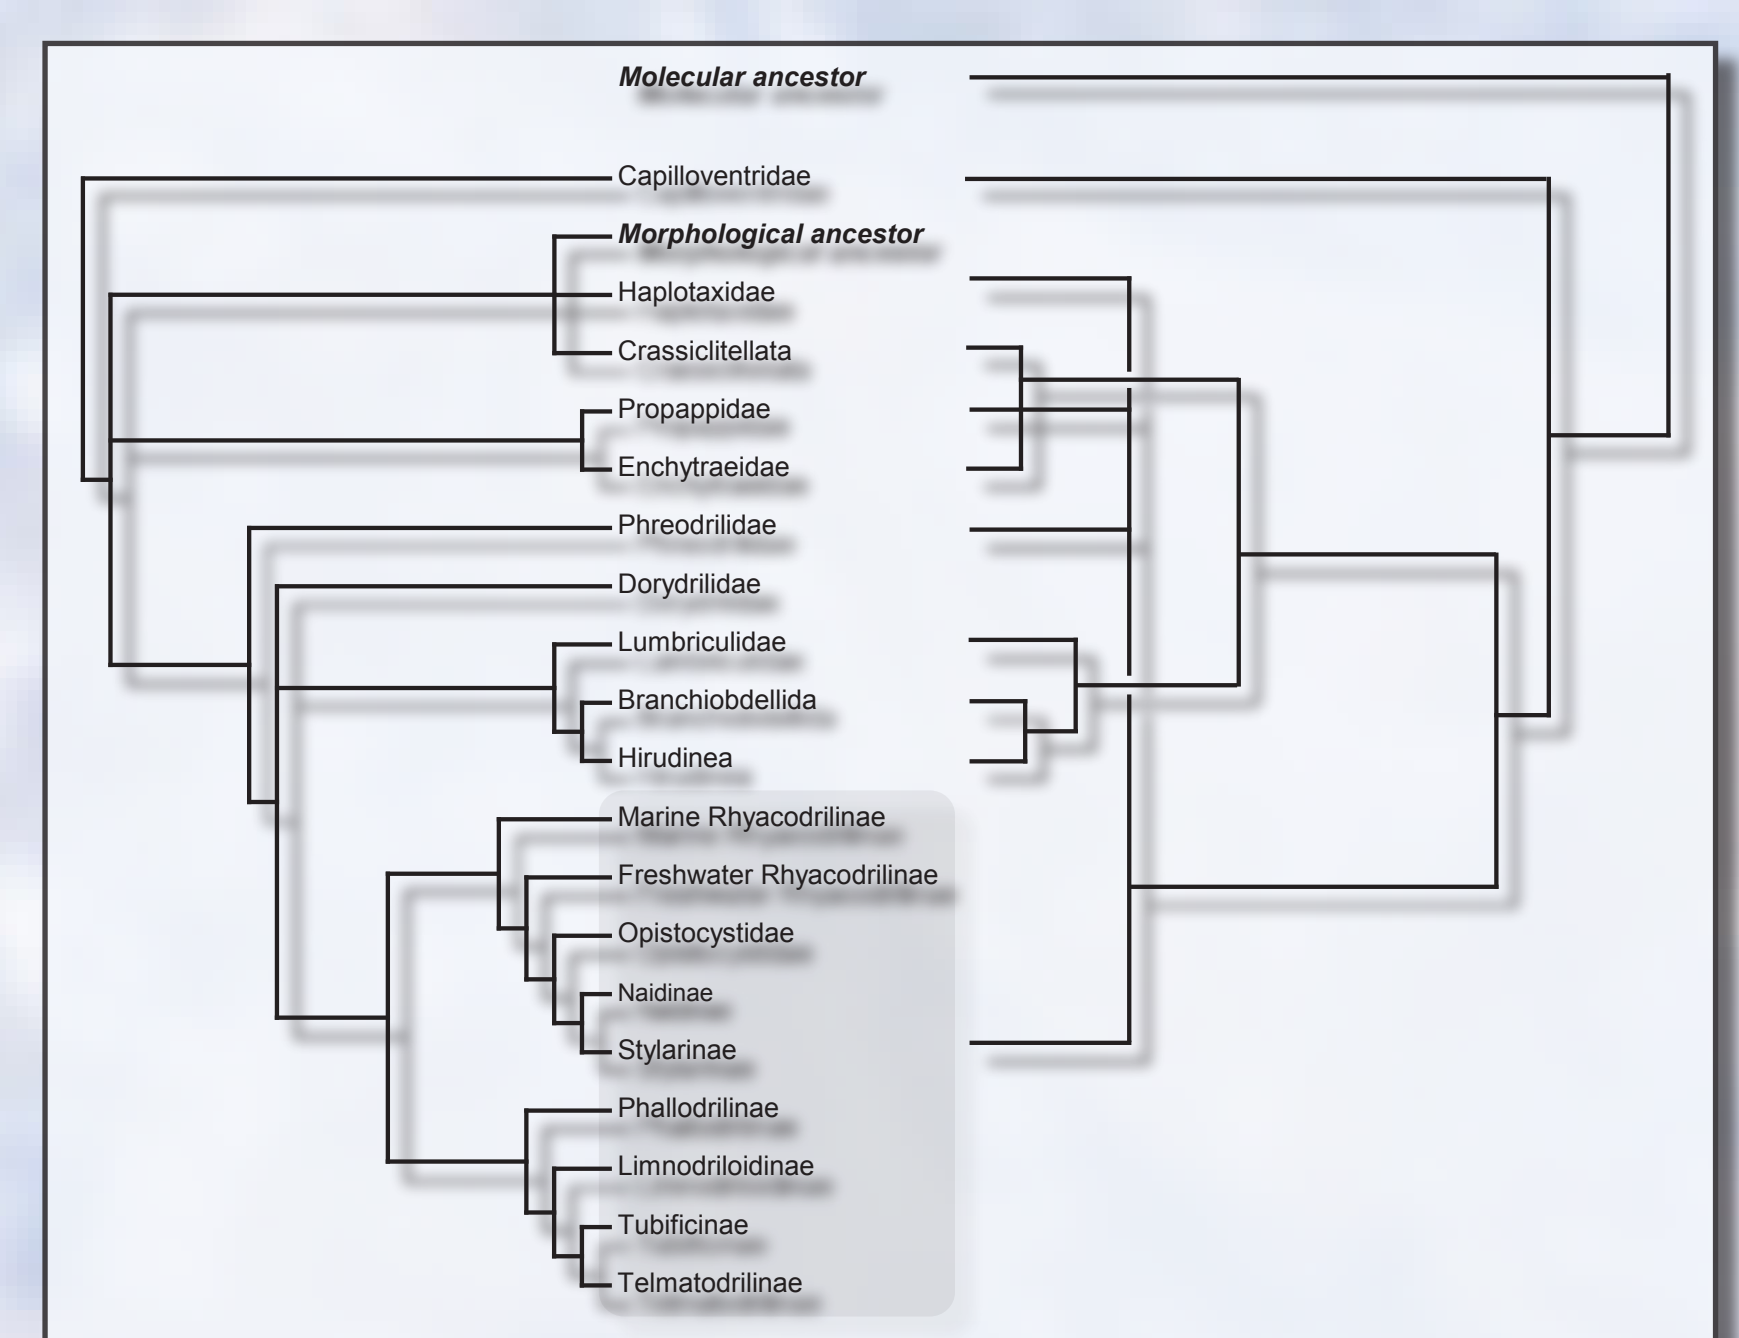 Molecular ancestor
Capilloventridae
Morphological ancestor
Haplotaxidae
Crassiclitellata
Propappidae
Enchytraeidae
Phreodrilidae
Dorydrilidae
Lumbriculidae
Branchiobdellida
Hirudinea
Marine Rhyacodrilinae
Freshwater Rhyacodrilinae
Opistocystidae
Naidinae
Stylarinae
Phallodrilinae
Limnodriloidinae
Tubificinae
Telmatodrilinae